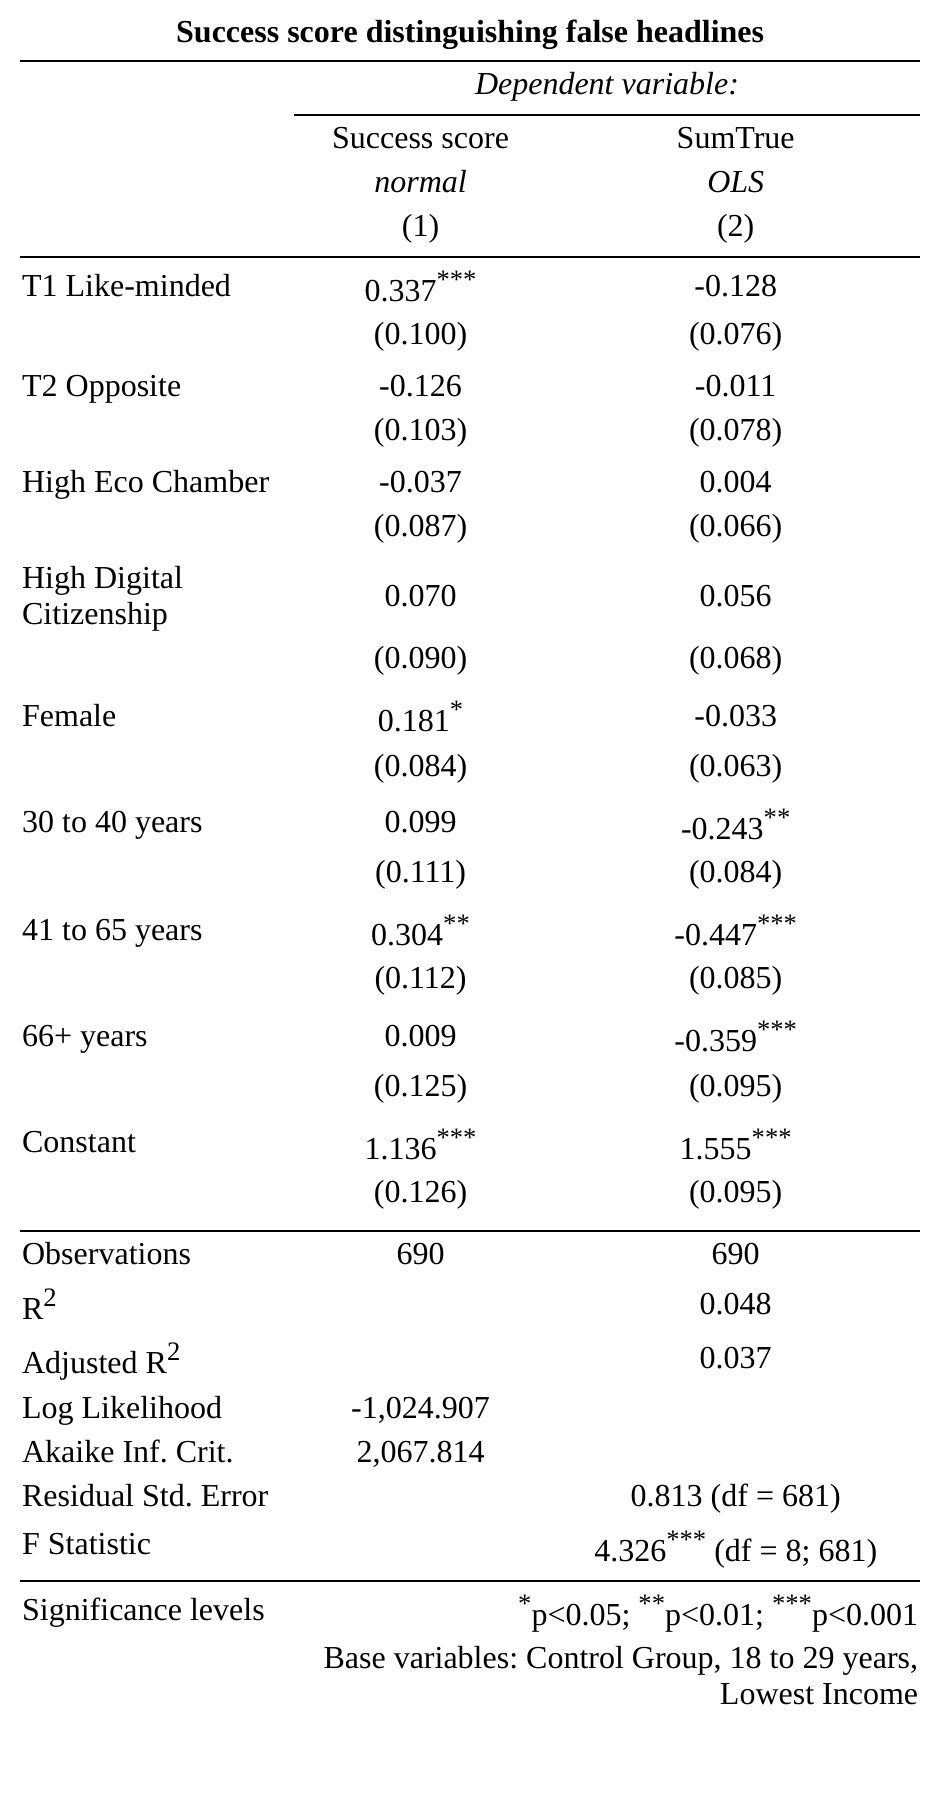 Success score distinguishing false headlines
Dependent variable:
Success score SumTrue
normal OLS
(1) (2)
T1 Like-minded 0.337*** -0.128
(0.100) (0.076)
T2 Opposite -0.126 -0.011
(0.103) (0.078)
High Eco Chamber -0.037 0.004
(0.087) (0.066)
High Digital
Citizenship 0.070 0.056
(0.090) (0.068)
Female 0.181* -0.033
(0.084) (0.063)
30 to 40 years 0.099 -0.243**
(0.111) (0.084)
41 to 65 years 0.304** -0.447***
(0.112) (0.085)
66+ years 0.009 -0.359***
(0.125) (0.095)
Constant 1.136*** 1.555***
(0.126) (0.095)
Observations 690 690
R2 0.048
Adjusted R2 0.037
Log Likelihood -1,024.907
Akaike Inf. Crit. 2,067.814
Residual Std. Error 0.813 (df = 681)
F Statistic 4.326*** (df = 8; 681)
Significance levels *p<0.05; **p<0.01; ***p<0.001
Base variables: Control Group, 18 to 29 years,
Lowest Income